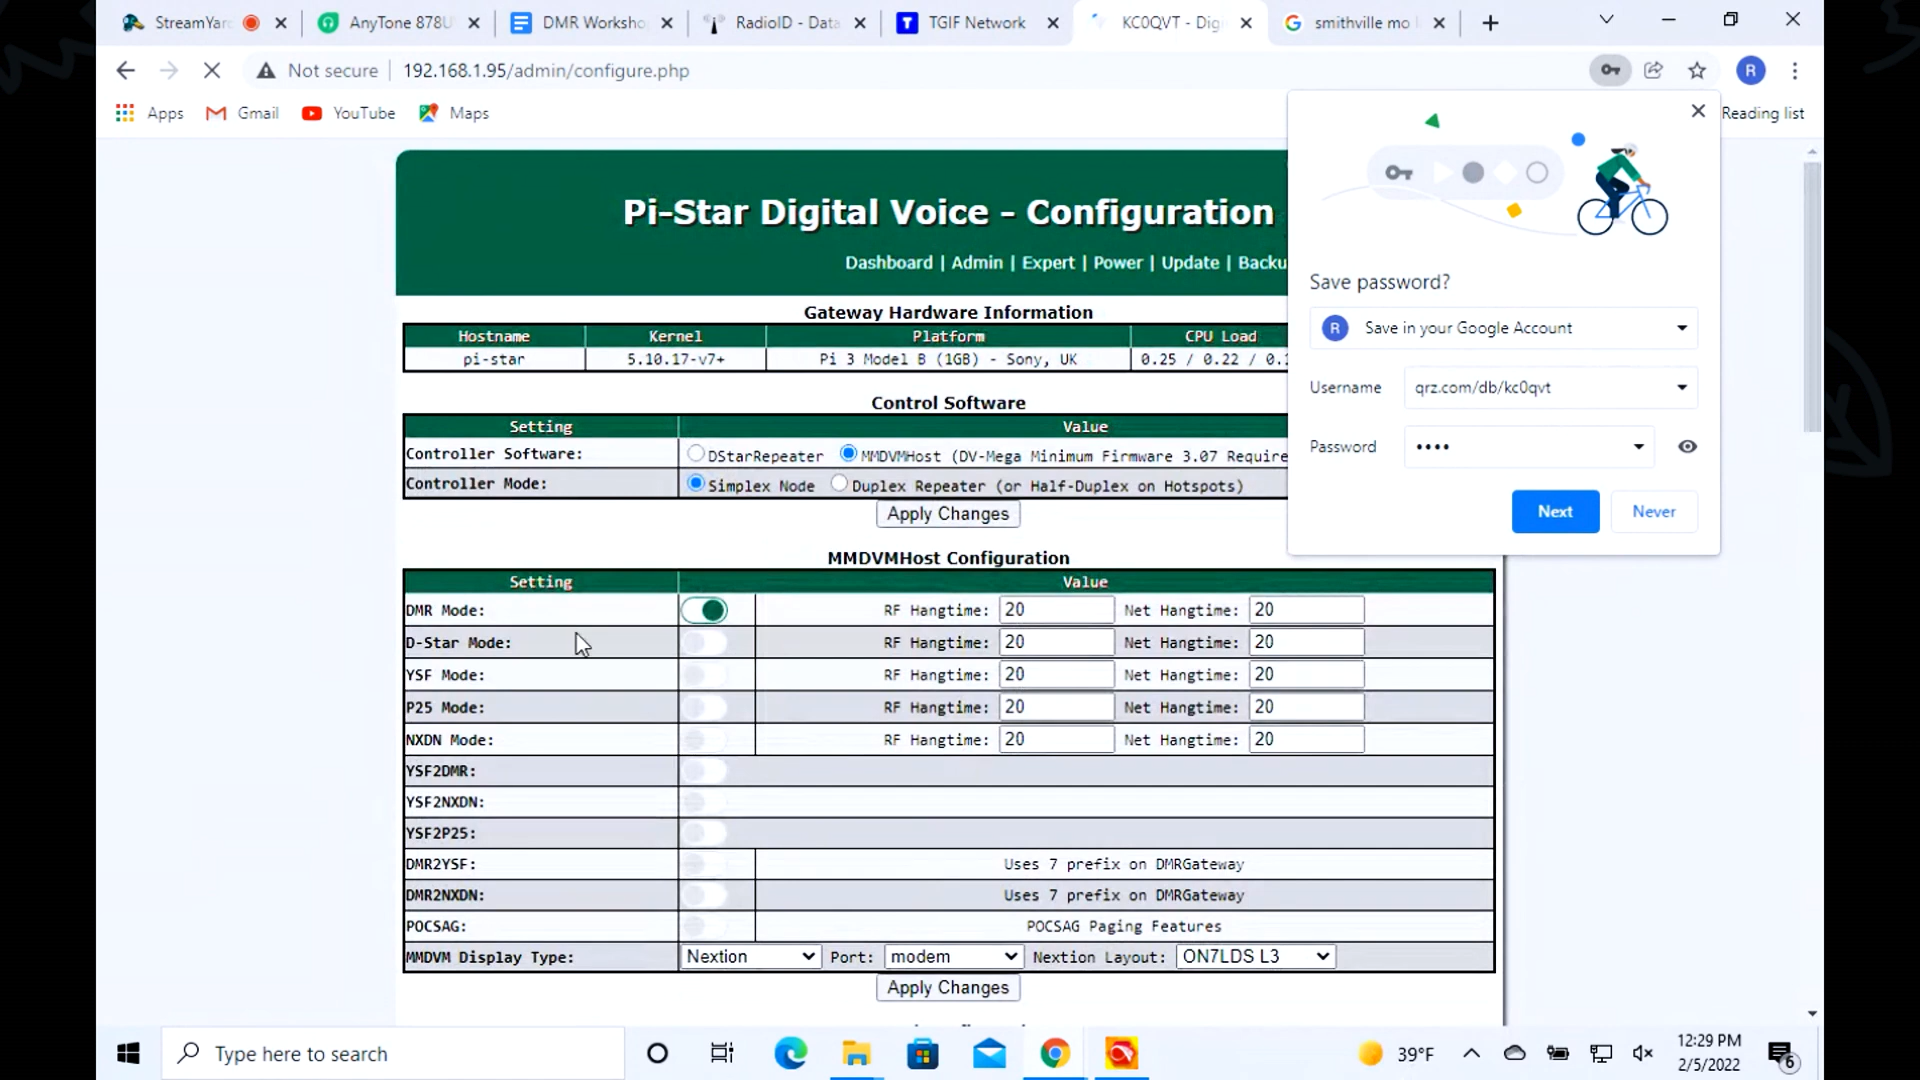 StreamYard
AnyTone 878U
DMR Worksho
RadioID - Data
TGIF Network
KC0QVT - Digi
smithville mo
Not secure
192.168.1.95/admin/configure.php
R
Apps
Gmail
YouTube
Maps
Reading list
Pi-Star Digital Voice - Configuration
Dashboard | Admin | Expert | Power | Update | Backu
Gateway Hardware Information
Hostname Kernel Platform CPU Load
pi-star 5.10.17-v7+ Pi 3 Model B (1GB) - Sony, UK 0.25 / 0.22 / 0.1
Control Software
Setting Value
Controller Software: DStarRepeater MMDVMHost (DV-Mega Minimum Firmware 3.07 Require
Controller Mode: Simplex Node Duplex Repeater (or Half-Duplex on Hotspots)
Apply Changes
MMDVMHost Configuration
Setting Value
DMR Mode: RF Hangtime: 20 Net Hangtime: 20
D-Star Mode: RF Hangtime: 20 Net Hangtime: 20
YSF Mode: RF Hangtime: 20 Net Hangtime: 20
P25 Mode: RF Hangtime: 20 Net Hangtime: 20
NXDN Mode: RF Hangtime: 20 Net Hangtime: 20
YSF2DMR:
YSF2NXDN:
YSF2P25:
DMR2YSF: Uses 7 prefix on DMRGateway
DMR2NXDN: Uses 7 prefix on DMRGateway
POCSAG: POCSAG Paging Features
MMDVM Display Type: Nextion Port: modem Nextion Layout: ON7LDS L3
Apply Changes
Save password?
R Save in your Google Account
Username qrz.com/db/kc0qvt
Password ••••
Next
Never
Type here to search
39°F
12:29 PM
2/5/2022
6